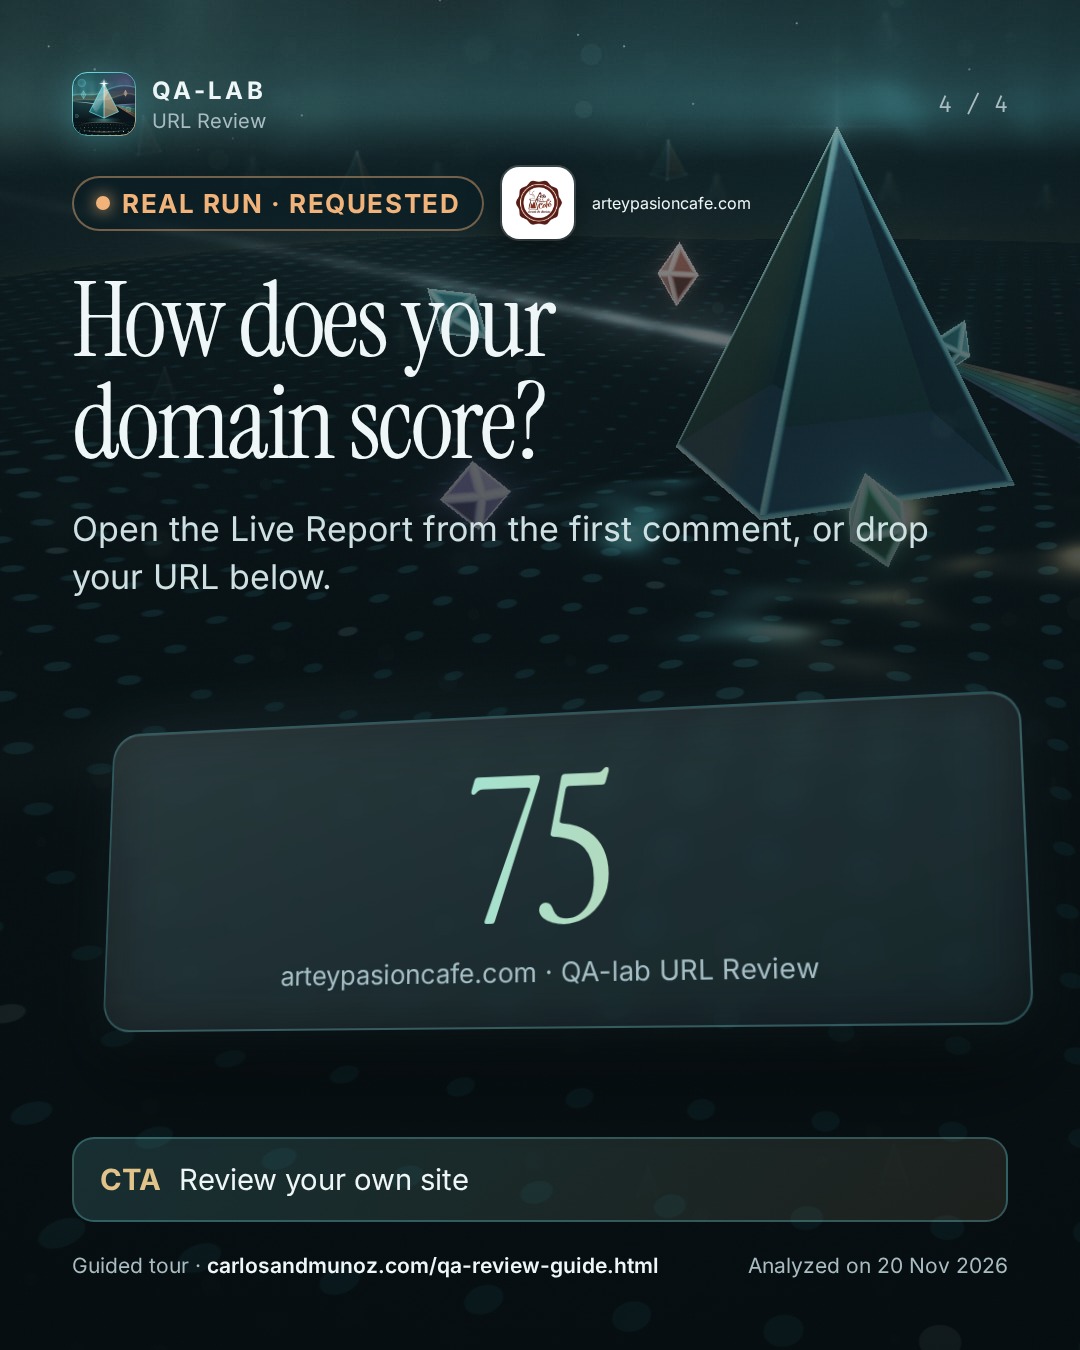 QA-LAB
URL Review
4 / 4
REAL RUN · REQUESTED
arteypasioncafe.com
How does your
domain score?
Open the Live Report from the first comment, or drop
your URL below.
75
arteypasioncafe.com · QA-lab URL Review
CTA Review your own site
Guided tour · carlosandmunoz.com/qa-review-guide.html
Analyzed on 20 Nov 2026